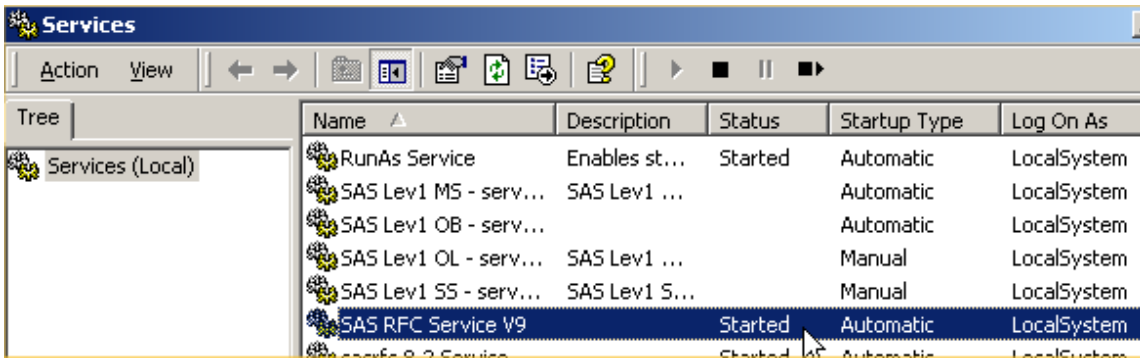 Services
Action View
Tree
Name Description Status Startup Type Log On As
Services (Local)
RunAs Service Enables st... Started Automatic LocalSystem
SAS Lev1 MS - serv... SAS Lev1 ... Automatic LocalSystem
SAS Lev1 OB - serv... Automatic LocalSystem
SAS Lev1 OL - serv... SAS Lev1 ... Manual LocalSystem
SAS Lev1 SS - serv... SAS Lev1 S... Manual LocalSystem
SAS RFC Service V9 Started Automatic LocalSystem
Started Automatic LocalSystem